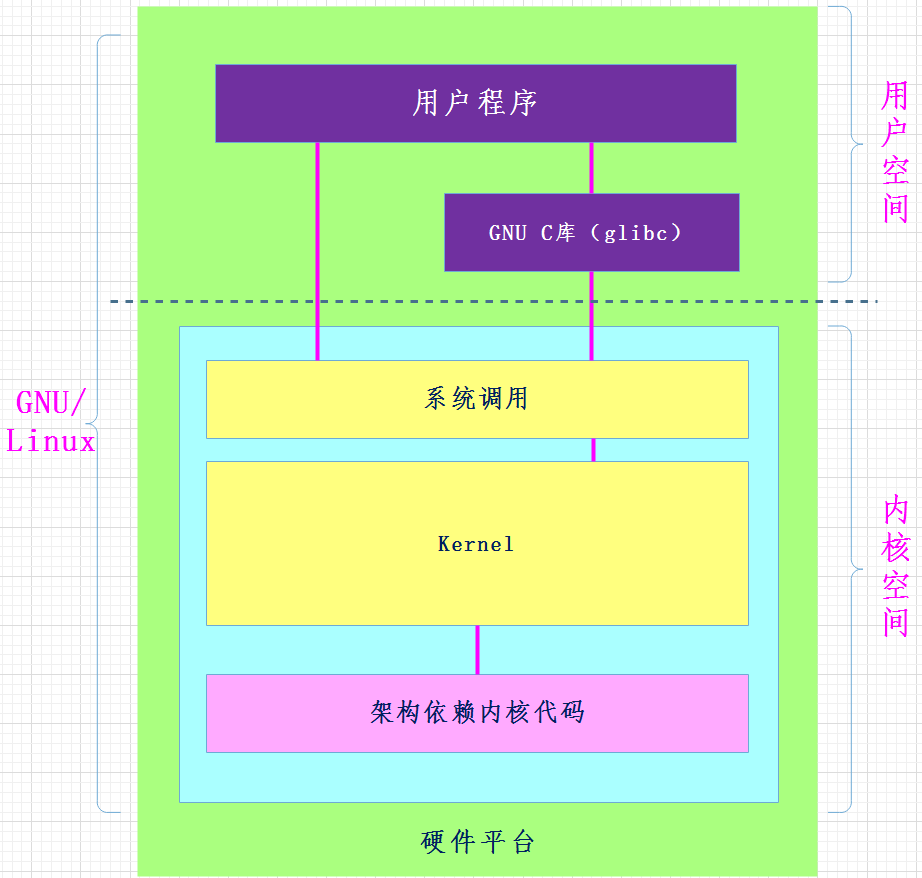 用户程序
用户空间
GNU C库（glibc）
系统调用
GNU/
Linux
Kernel
内核空间
架构依赖内核代码
硬件平台